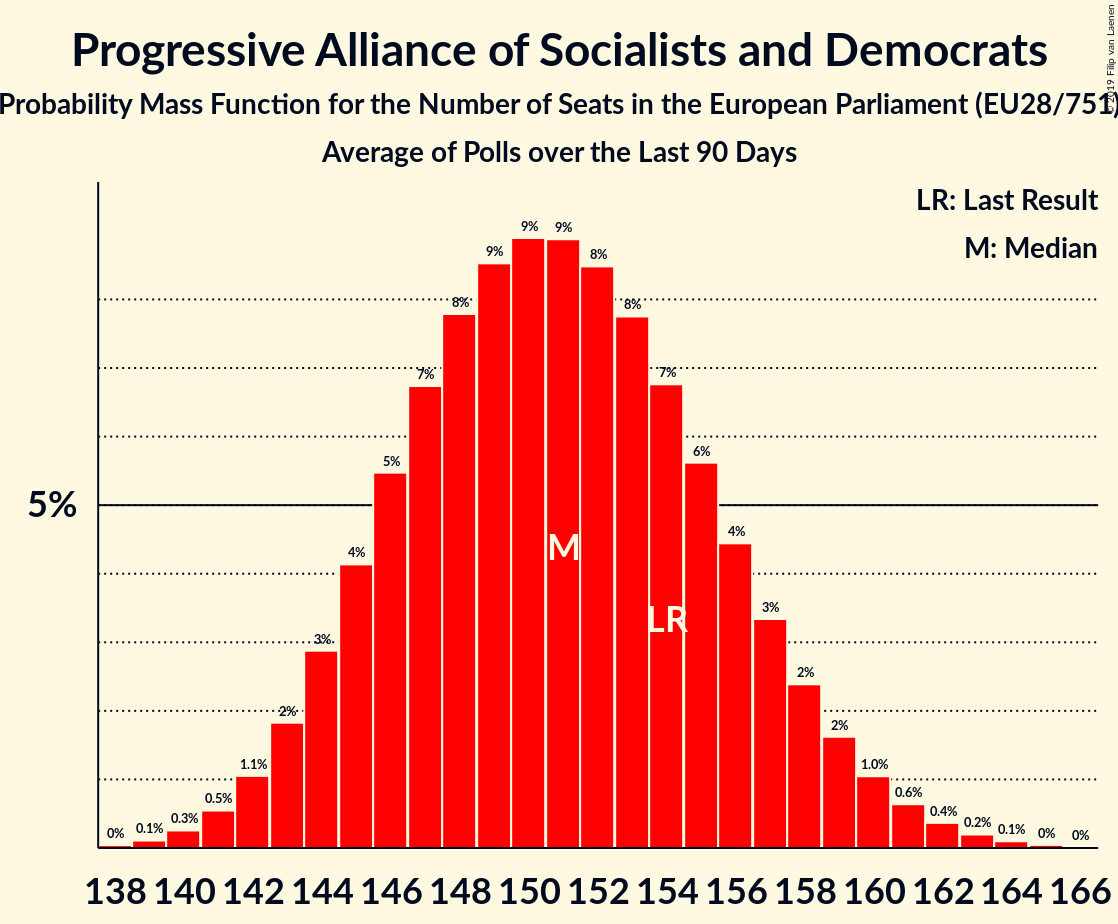 Progressive Alliance of Socialists and Democrats
Probability Mass Function for the Number of Seats in the European Parliament (EU28/751)
Average of Polls over the Last 90 Days
© 2019 Filip van Laenen
LR: Last Result
M: Median
5%
0% 0.1% 0.3% 0.5% 1.1% 2% 3% 4% 5% 7% 8% 9% 9% 9% 8% 8% 7% 6% 4% 3% 2% 2% 1.0% 0.6% 0.4% 0.2% 0.1% 0% 0%
M
LR
138 140 142 144 146 148 150 152 154 156 158 160 162 164 166